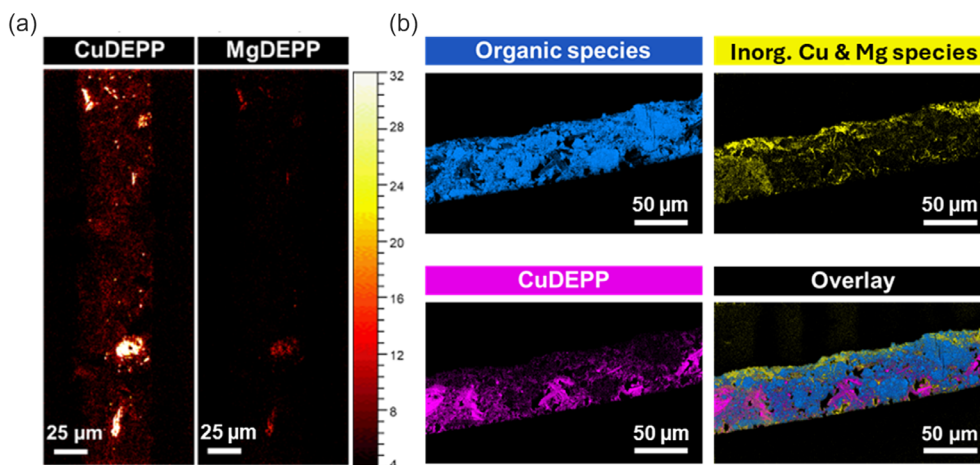 (a)
CuDEPP
MgDEPP
32
28
24
20
16
12
8
4
25 µm
25 µm
(b)
Organic species
Inorg. Cu & Mg species
50 µm
50 µm
CuDEPP
Overlay
50 µm
50 µm